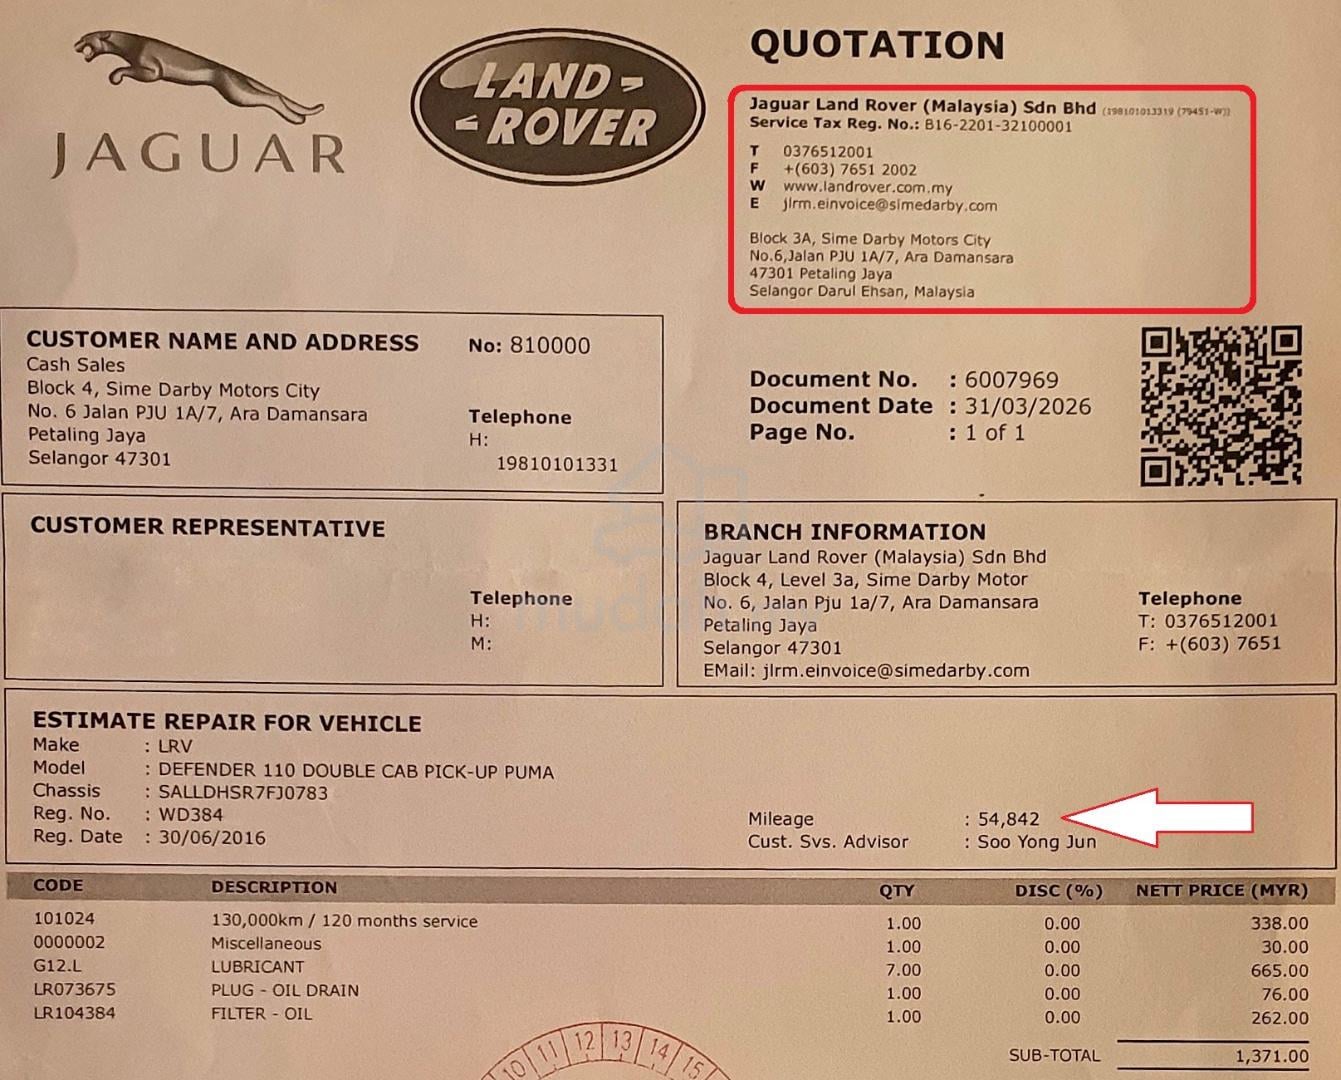 JAGUAR
LAND
ROVER
QUOTATION
Jaguar Land Rover (Malaysia) Sdn Bhd (198101013319 (79451-W))
Service Tax Reg. No.: B16-2201-32100001
T 0376512001
F +(603) 7651 2002
W www.landrover.com.my
E jlrm.einvoice@simedarby.com
Block 3A, Sime Darby Motors City
No.6,Jalan PJU 1A/7, Ara Damansara
47301 Petaling Jaya
Selangor Darul Ehsan, Malaysia
CUSTOMER NAME AND ADDRESS No: 810000
Cash Sales
Block 4, Sime Darby Motors City
No. 6 Jalan PJU 1A/7, Ara Damansara
Petaling Jaya
Selangor 47301
Telephone
H:
19810101331
Document No. : 6007969
Document Date : 31/03/2026
Page No. : 1 of 1
CUSTOMER REPRESENTATIVE
Telephone
H:
M:
BRANCH INFORMATION
Jaguar Land Rover (Malaysia) Sdn Bhd
Block 4, Level 3a, Sime Darby Motor
No. 6, Jalan Pju 1a/7, Ara Damansara
Petaling Jaya
Selangor 47301
EMail: jlrm.einvoice@simedarby.com
Telephone
T: 0376512001
F: +(603) 7651
ESTIMATE REPAIR FOR VEHICLE
Make : LRV
Model : DEFENDER 110 DOUBLE CAB PICK-UP PUMA
Chassis : SALLDHSR7FJ0783
Reg. No. : WD384
Reg. Date : 30/06/2016
Mileage : 54,842
Cust. Svs. Advisor : Soo Yong Jun
CODE DESCRIPTION QTY DISC (%) NETT PRICE (MYR)
101024 130,000km / 120 months service 1.00 0.00 338.00
0000002 Miscellaneous 1.00 0.00 30.00
G12.L LUBRICANT 7.00 0.00 665.00
LR073675 PLUG - OIL DRAIN 1.00 0.00 76.00
LR104384 FILTER - OIL 1.00 0.00 262.00
SUB-TOTAL 1,371.00
10 11 12 13 14 15